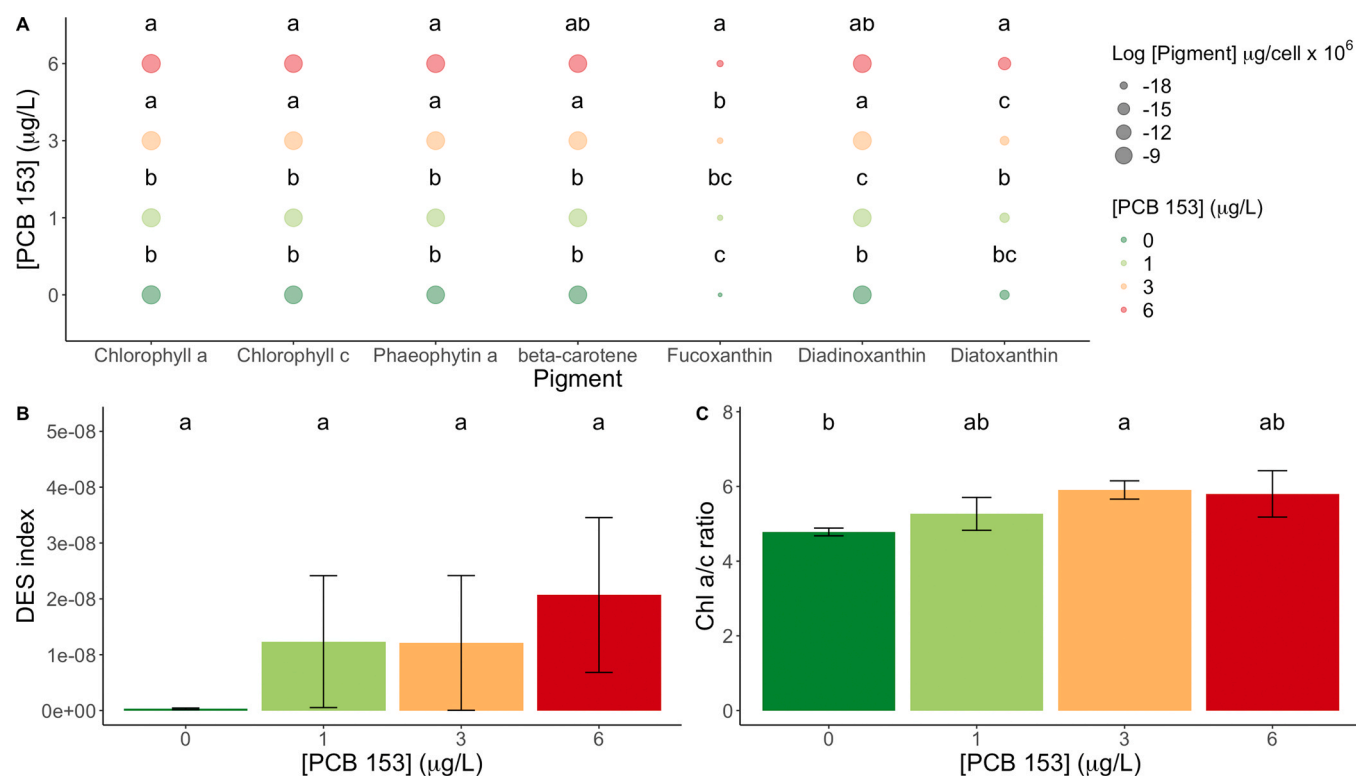 A
a a a ab a ab a
6
a a a a b a c
3
b b b b bc c b
1
b b b b c b bc
0
[PCB 153] (µg/L)
Chlorophyll a Chlorophyll c Phaeophytin a beta-carotene Fucoxanthin Diadinoxanthin Diatoxanthin
Pigment
Log [Pigment] µg/cell x 10⁶
-18
-15
-12
-9
[PCB 153] (µg/L)
0
1
3
6
B
a a a a
5e-08
4e-08
3e-08
2e-08
1e-08
0e+00
DES index
0 1 3 6
[PCB 153] (µg/L)
C
b ab a ab
8
6
4
2
0
Chl a/c ratio
0 1 3 6
[PCB 153] (µg/L)